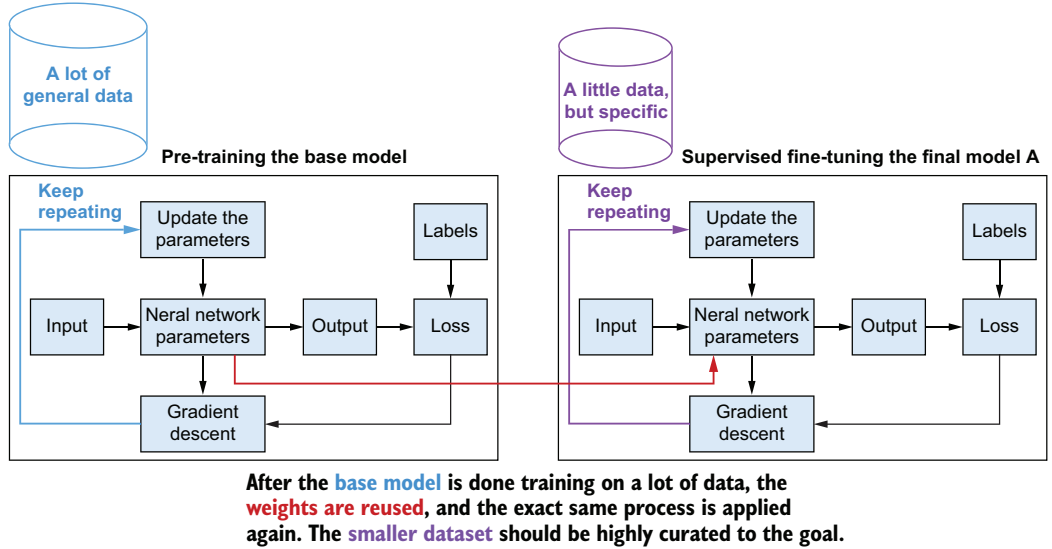 A lot of
general data
A little data,
but specific
Pre-training the base model
Keep
repeating
Update the
parameters
Labels
Input
Neral network
parameters
Output
Loss
Gradient
descent
Supervised fine-tuning the final model A
Keep
repeating
Update the
parameters
Labels
Input
Neral network
parameters
Output
Loss
Gradient
descent
After the base model is done training on a lot of data, the
weights are reused, and the exact same process is applied
again. The smaller dataset should be highly curated to the goal.